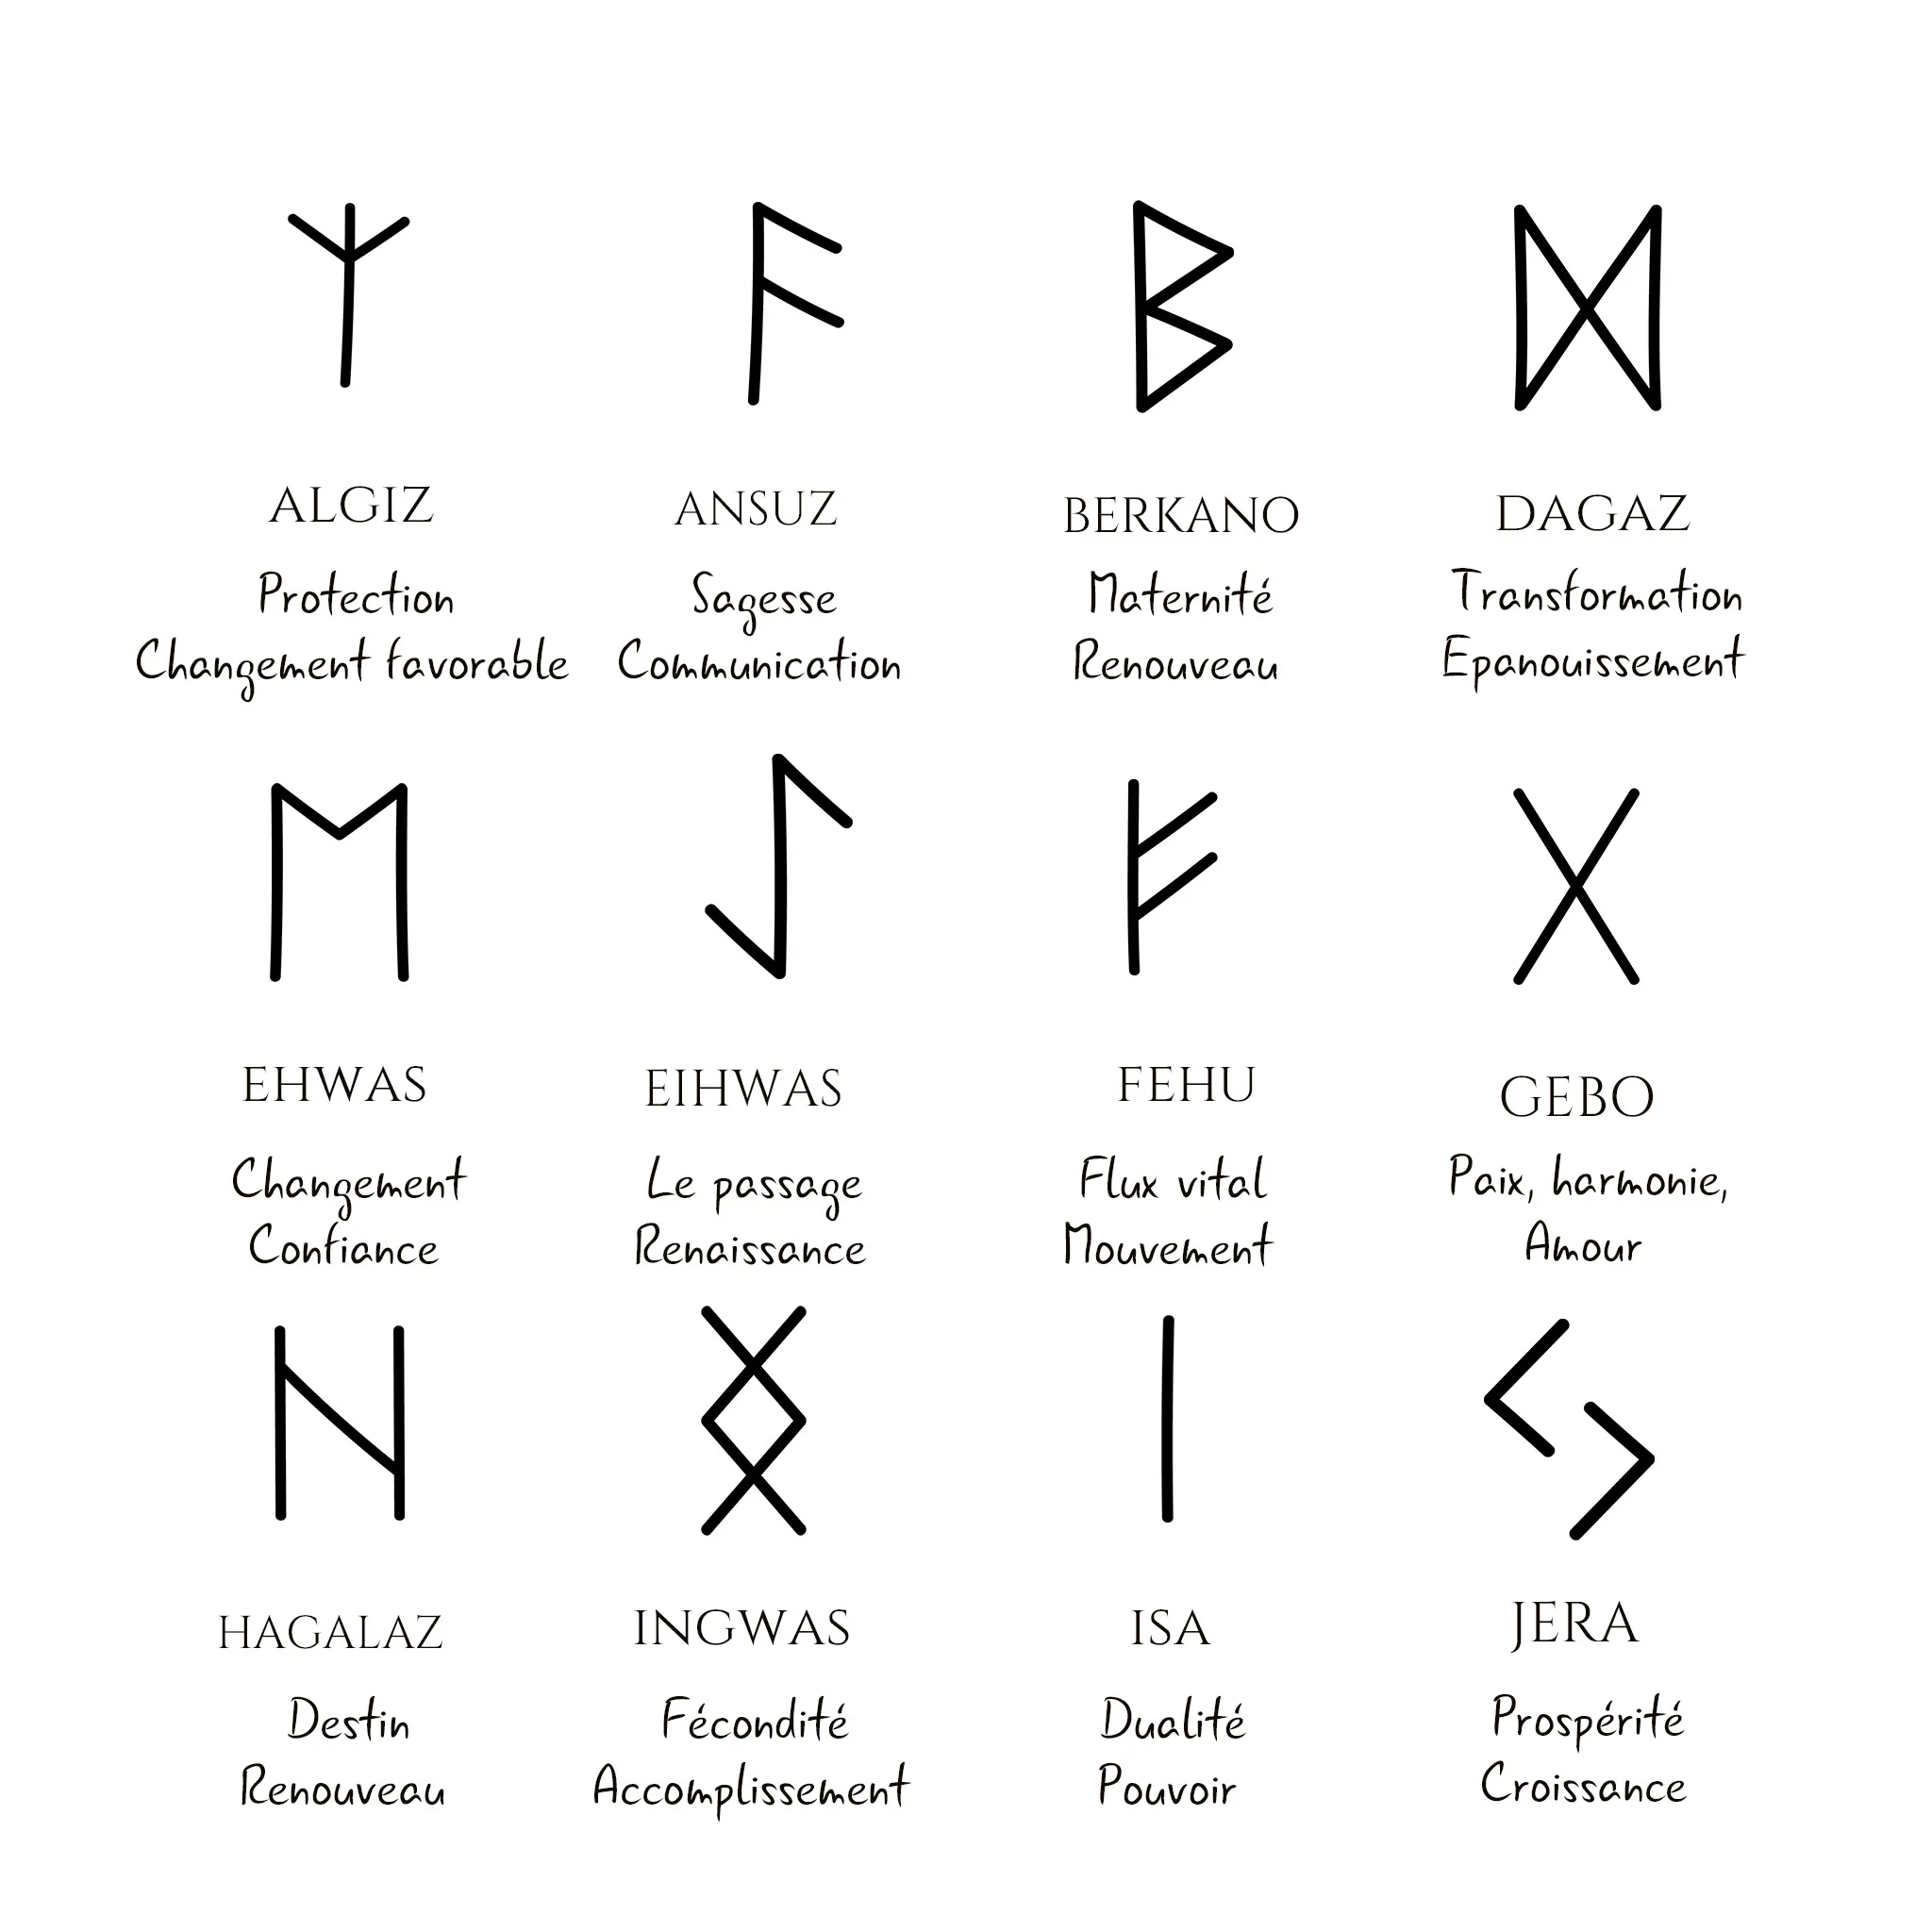 ᛉ ᚨ ᛒ ᛞ
ALGIZ ANSUZ BERKANO DAGAZ
Protection Sagesse Maternité Transformation
Changement favorable Communication Renouveau Epanouissement
ᛖ ᛇ ᚠ ᚷ
EHWAS EIHWAS FEHU GEBO
Changement Le passage Flux vital Paix, harmonie,
Confiance Renaissance Mouvement Amour
ᚺ ᛝ ᛁ ᛃ
HAGALAZ INGWAS ISA JERA
Destin Fécondité Dualité Prospérité
Renouveau Accomplissement Pouvoir Croissance